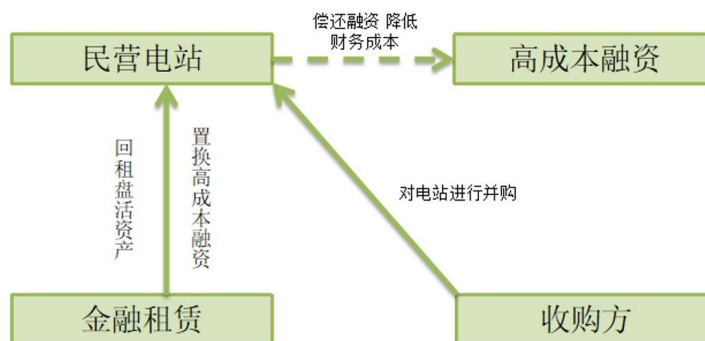 偿还融资 降低
财务成本
民营电站
高成本融资
回租盘活资产
置换高成本融资
对电站进行并购
金融租赁
收购方